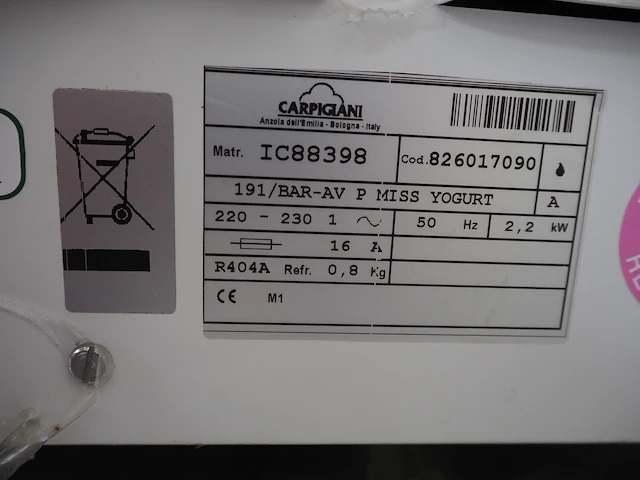 CARPIGIANI
Anzola dell'Emilia - Bologna - Italy
Matr. IC88398 Cod. 826017090
191/BAR-AV P MISS YOGURT A
220 - 230 1 50 Hz 2,2 kW
16 A
R404A Refr. 0,8 Kg
CE M1